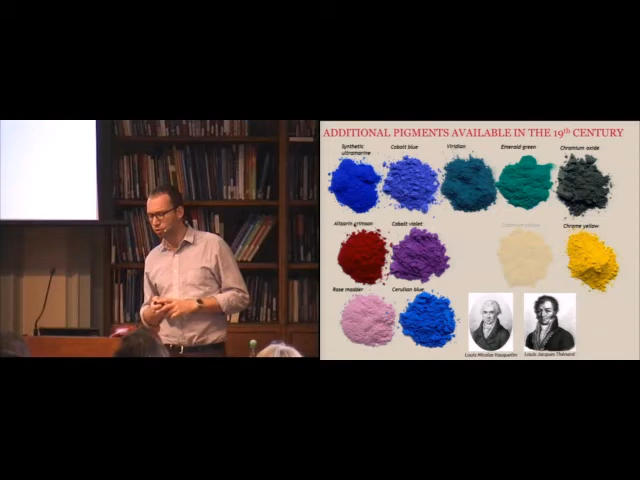 ADDITIONAL PIGMENTS AVAILABLE IN THE 19th CENTURY
Synthetic
ultramarine
Cobalt blue
Viridian
Emerald green
Chromium oxide
Alizarin crimson
Cobalt violet
Chrome yellow
Rose madder
Cerulian blue
Louis Nicolas Vauquelin
Louis Jacques Thénard